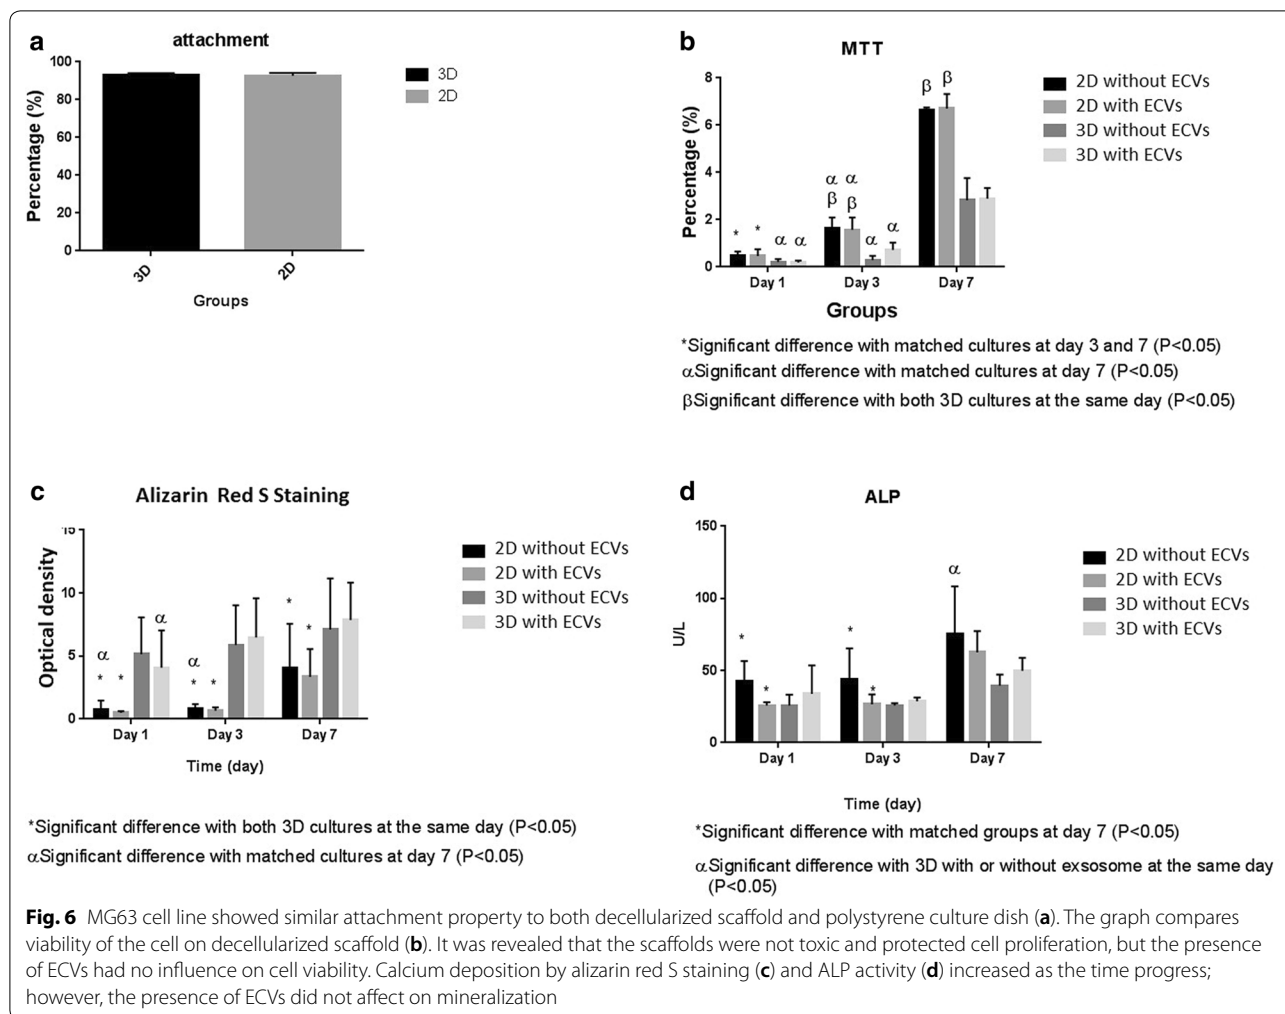 a
attachment
100
80
60
40
20
0
Percentage (%)
3D
2D
Groups
3D
2D
b
MTT
8
6
4
2
0
Percentage (%)
* * α α
α α
β β
α α
β β
Day 1 Day 3 Day 7
Groups
2D without ECVs
2D with ECVs
3D without ECVs
3D with ECVs
*Significant difference with matched cultures at day 3 and 7 (P<0.05)
αSignificant difference with matched cultures at day 7 (P<0.05)
βSignificant difference with both 3D cultures at the same day (P<0.05)
c
Alizarin Red S Staining
15
10
5
0
Optical density
α
* *
α
α
* *
*
*
Day 1 Day 3 Day 7
Time (day)
2D without ECVs
2D with ECVs
3D without ECVs
3D with ECVs
*Significant difference with both 3D cultures at the same day (P<0.05)
αSignificant difference with matched cultures at day 7 (P<0.05)
d
ALP
150
100
50
0
U/L
*
*
*
*
α
Day 1 Day 3 Day 7
Time (day)
2D without ECVs
2D with ECVs
3D without ECVs
3D with ECVs
*Significant difference with matched groups at day 7 (P<0.05)
αSignificant difference with 3D with or without exsosome at the same day
(P<0.05)
Fig. 6 MG63 cell line showed similar attachment property to both decellularized scaffold and polystyrene culture dish (a). The graph compares
viability of the cell on decellularized scaffold (b). It was revealed that the scaffolds were not toxic and protected cell proliferation, but the presence
of ECVs had no influence on cell viability. Calcium deposition by alizarin red S staining (c) and ALP activity (d) increased as the time progress;
however, the presence of ECVs did not affect on mineralization